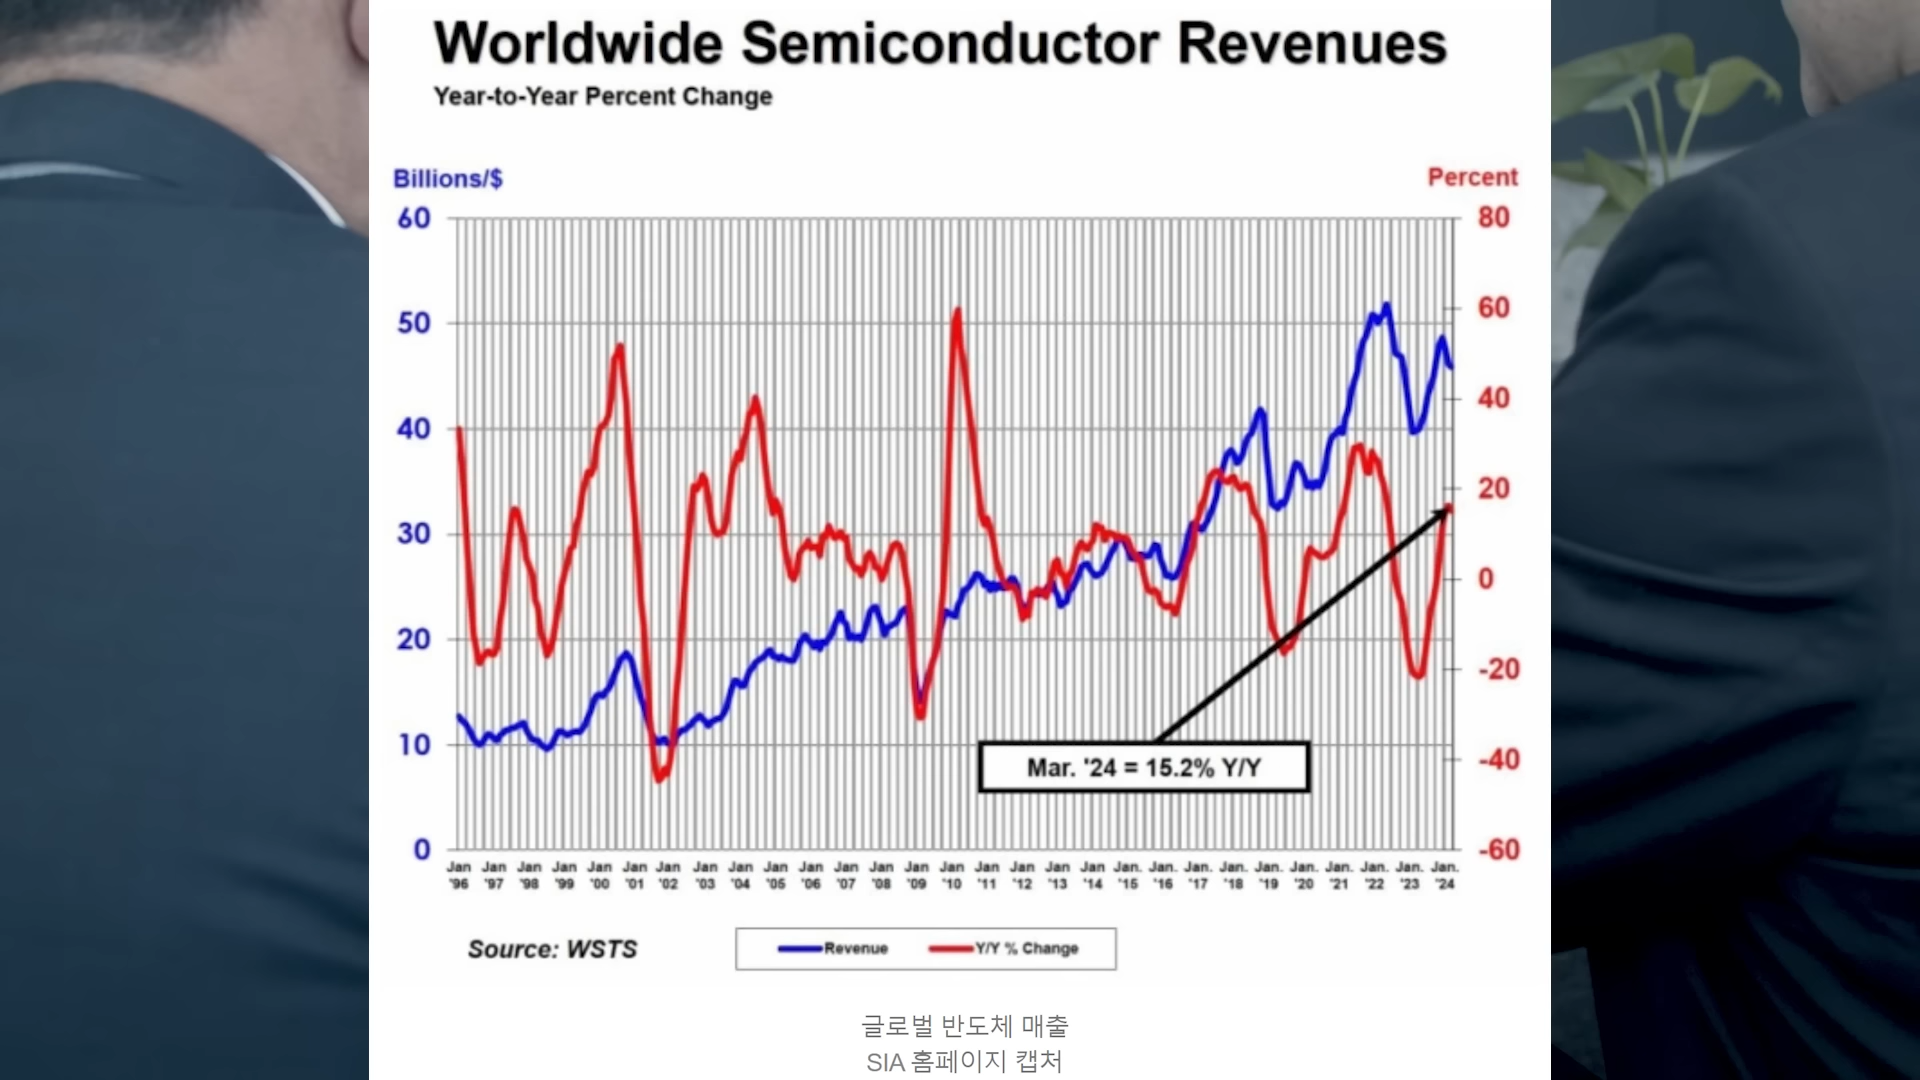 Worldwide Semiconductor Revenues
Year-to-Year Percent Change
Billions/$
Percent
60
50
40
30
20
10
0
80
60
40
20
0
-20
-40
-60
Mar. '24 = 15.2% Y/Y
Jan '96
Jan '97
Jan '98
Jan '99
Jan '00
Jan '01
Jan '02
Jan '03
Jan '04
Jan '05
Jan '06
Jan '07
Jan '08
Jan '09
Jan '10
Jan '11
Jan '12
Jan '13
Jan '14
Jan. '15
Jan. '16
Jan. '17
Jan. '18
Jan. '19
Jan. '20
Jan. '21
Jan. '22
Jan. '23
Jan. '24
Source: WSTS
Revenue
Y/Y % Change
글로벌 반도체 매출
SIA 홈페이지 캡처